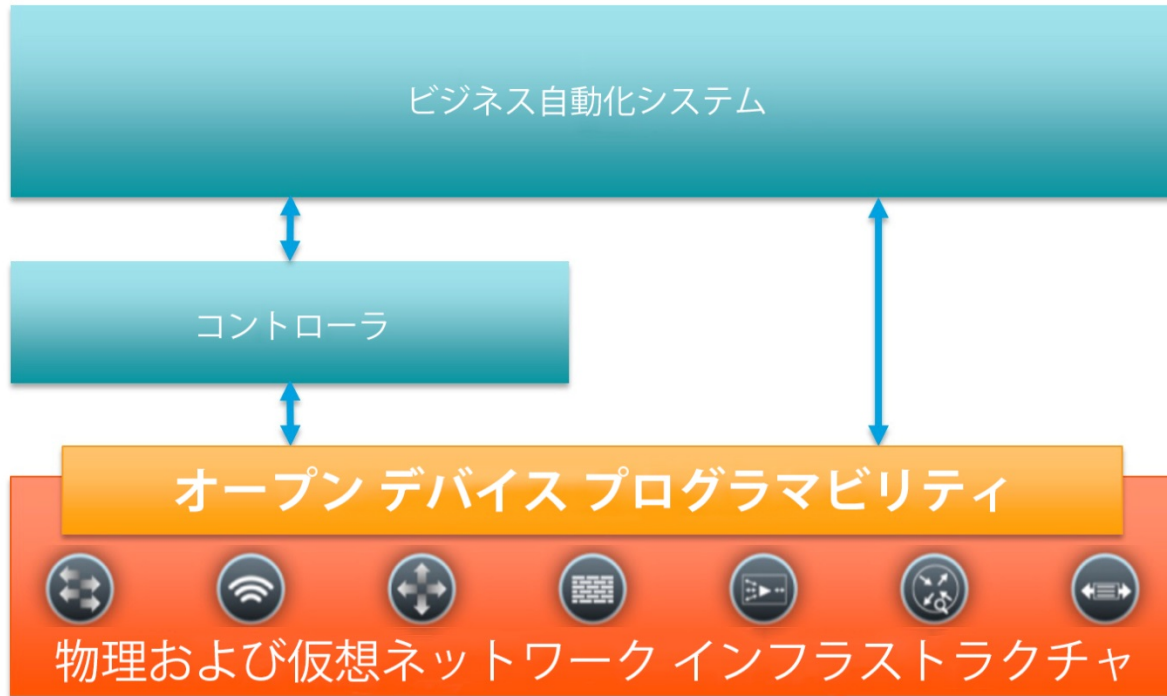 ビジネス自動化システム
コントローラ
オープン デバイス プログラマビリティ
物理および仮想ネットワーク インフラストラクチャ